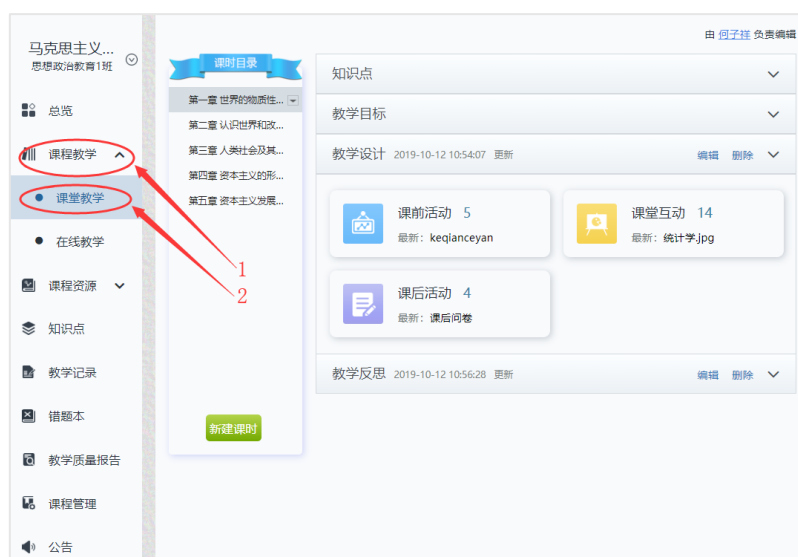 由 何子祥 负责编辑
马克思主义...
思想政治教育1班
总览
课程教学
课堂教学
在线教学
课程资源
知识点
教学记录
错题本
教学质量报告
课程管理
公告
课时目录
第一章 世界的物质性...
第二章 认识世界和改...
第三章 人类社会及其...
第四章 资本主义的形...
第五章 资本主义发展...
1
2
新建课时
知识点
教学目标
教学设计 2019-10-12 10:54:07 更新 编辑 删除
课前活动 5
最新：keqianceyan
课堂互动 14
最新：统计学.jpg
课后活动 4
最新：课后问卷
教学反思 2019-10-12 10:56:28 更新 编辑 删除